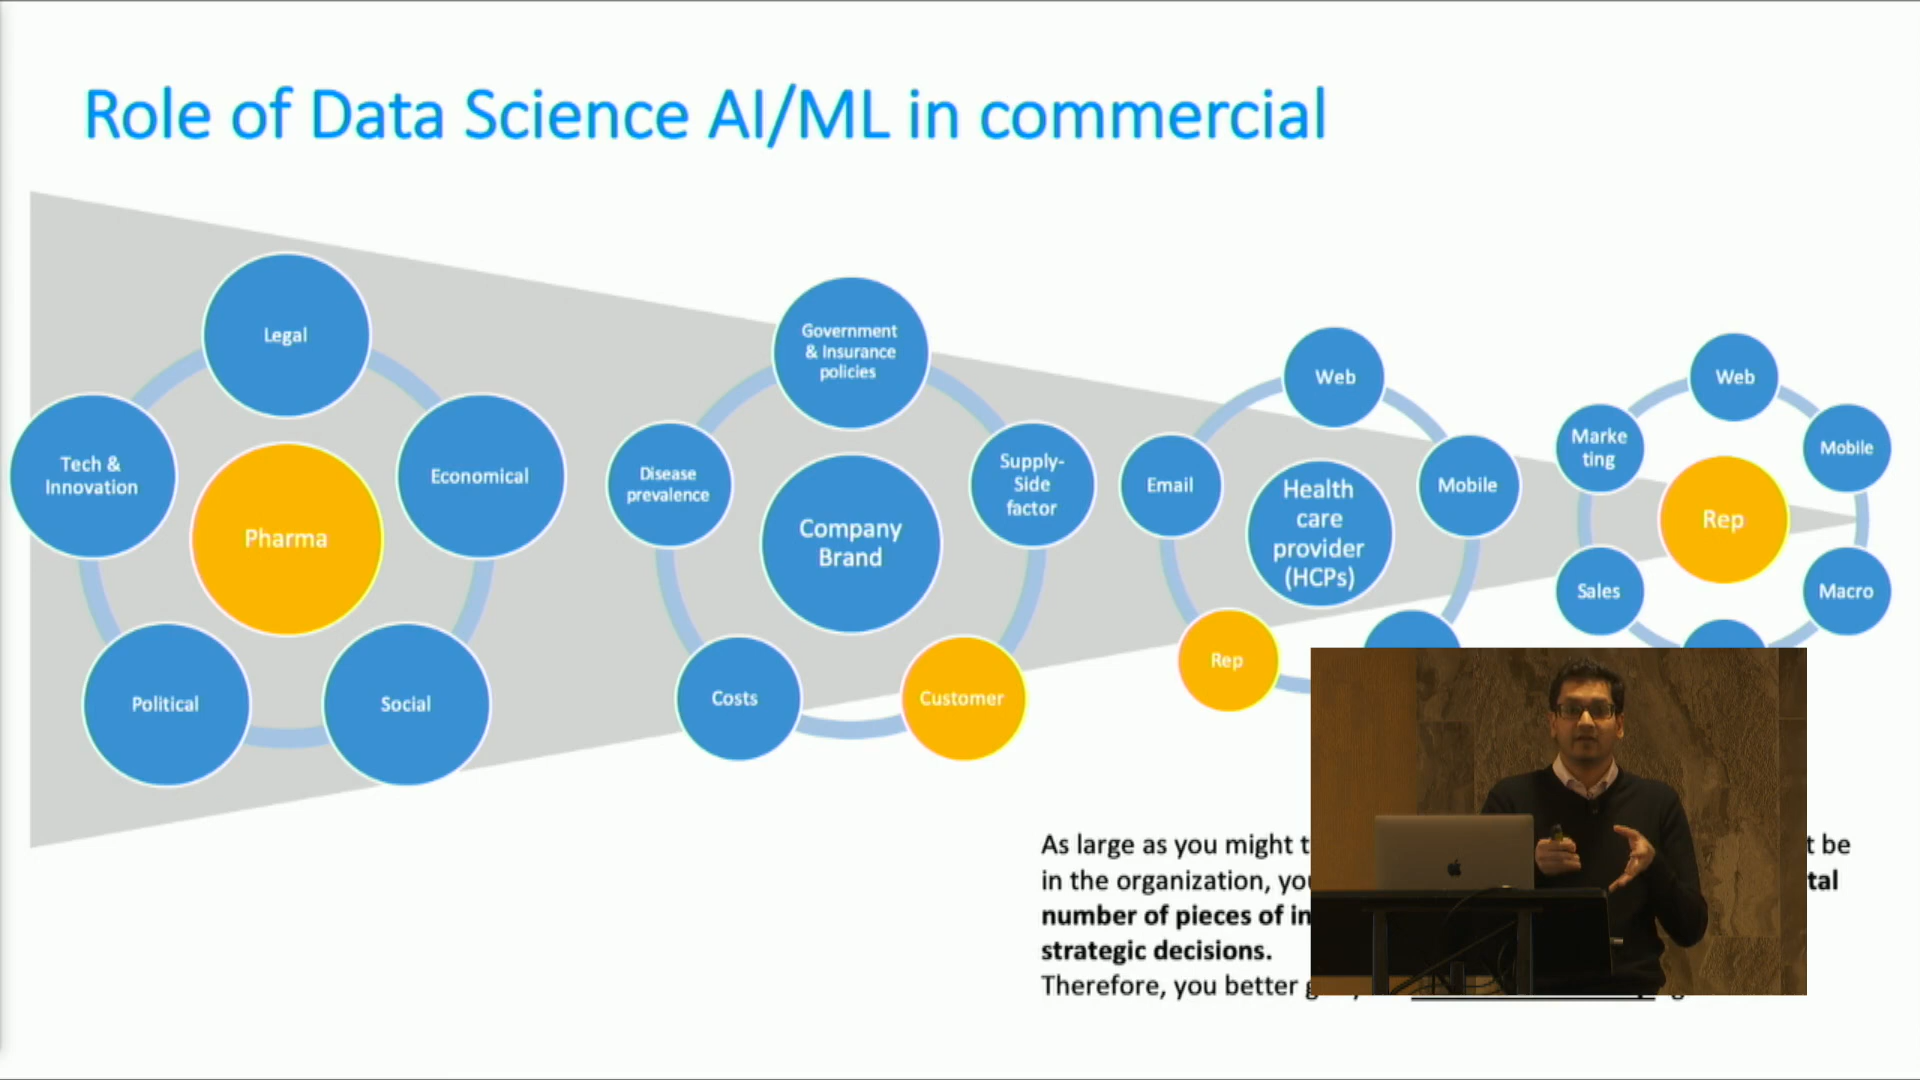 Role of Data Science AI/ML in commercial
Legal
Tech &
Innovation
Economical
Pharma
Political
Social
Government
& Insurance
policies
Disease
prevalence
Supply-
Side
factor
Company
Brand
Costs
Customer
Web
Email
Mobile
Health
care
provider
(HCPs)
Rep
Web
Marke
ting
Mobile
Rep
Sales
Macro
As large as you might t be
in the organization, you
number of pieces of in
strategic decisions.
Therefore, you better